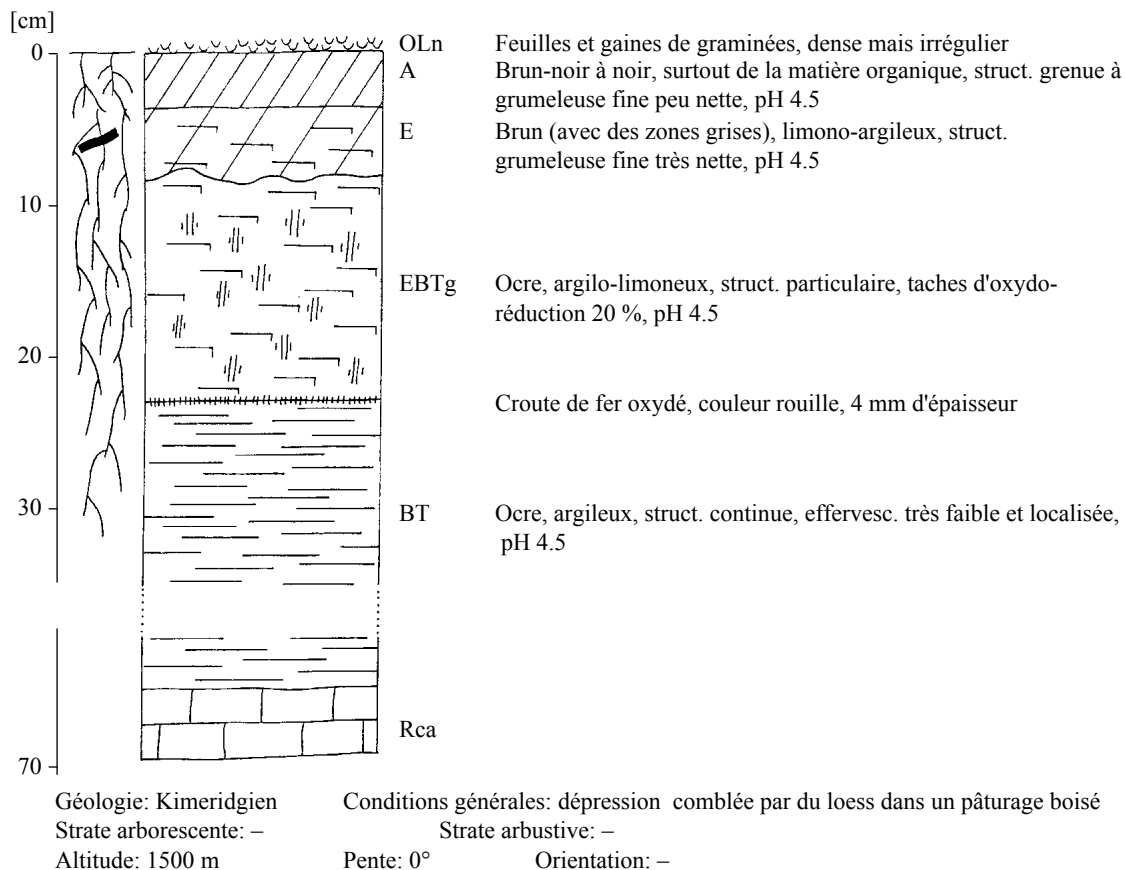 [cm]
0
OLn Feuilles et gaines de graminées, dense mais irrégulier
A Brun-noir à noir, surtout de la matière organique, struct. grenue à
grumeleuse fine peu nette, pH 4.5
E Brun (avec des zones grises), limono-argileux, struct.
grumeleuse fine très nette, pH 4.5
10
EBTg Ocre, argilo-limoneux, struct. particulaire, taches d'oxydo-
réduction 20 %, pH 4.5
20
Croute de fer oxydé, couleur rouille, 4 mm d'épaisseur
30
BT Ocre, argileux, struct. continue, effervesc. très faible et localisée,
pH 4.5
Rca
70
Géologie: Kimeridgien Conditions générales: dépression comblée par du loess dans un pâturage boisé
Strate arborescente: – Strate arbustive: –
Altitude: 1500 m Pente: 0° Orientation: –